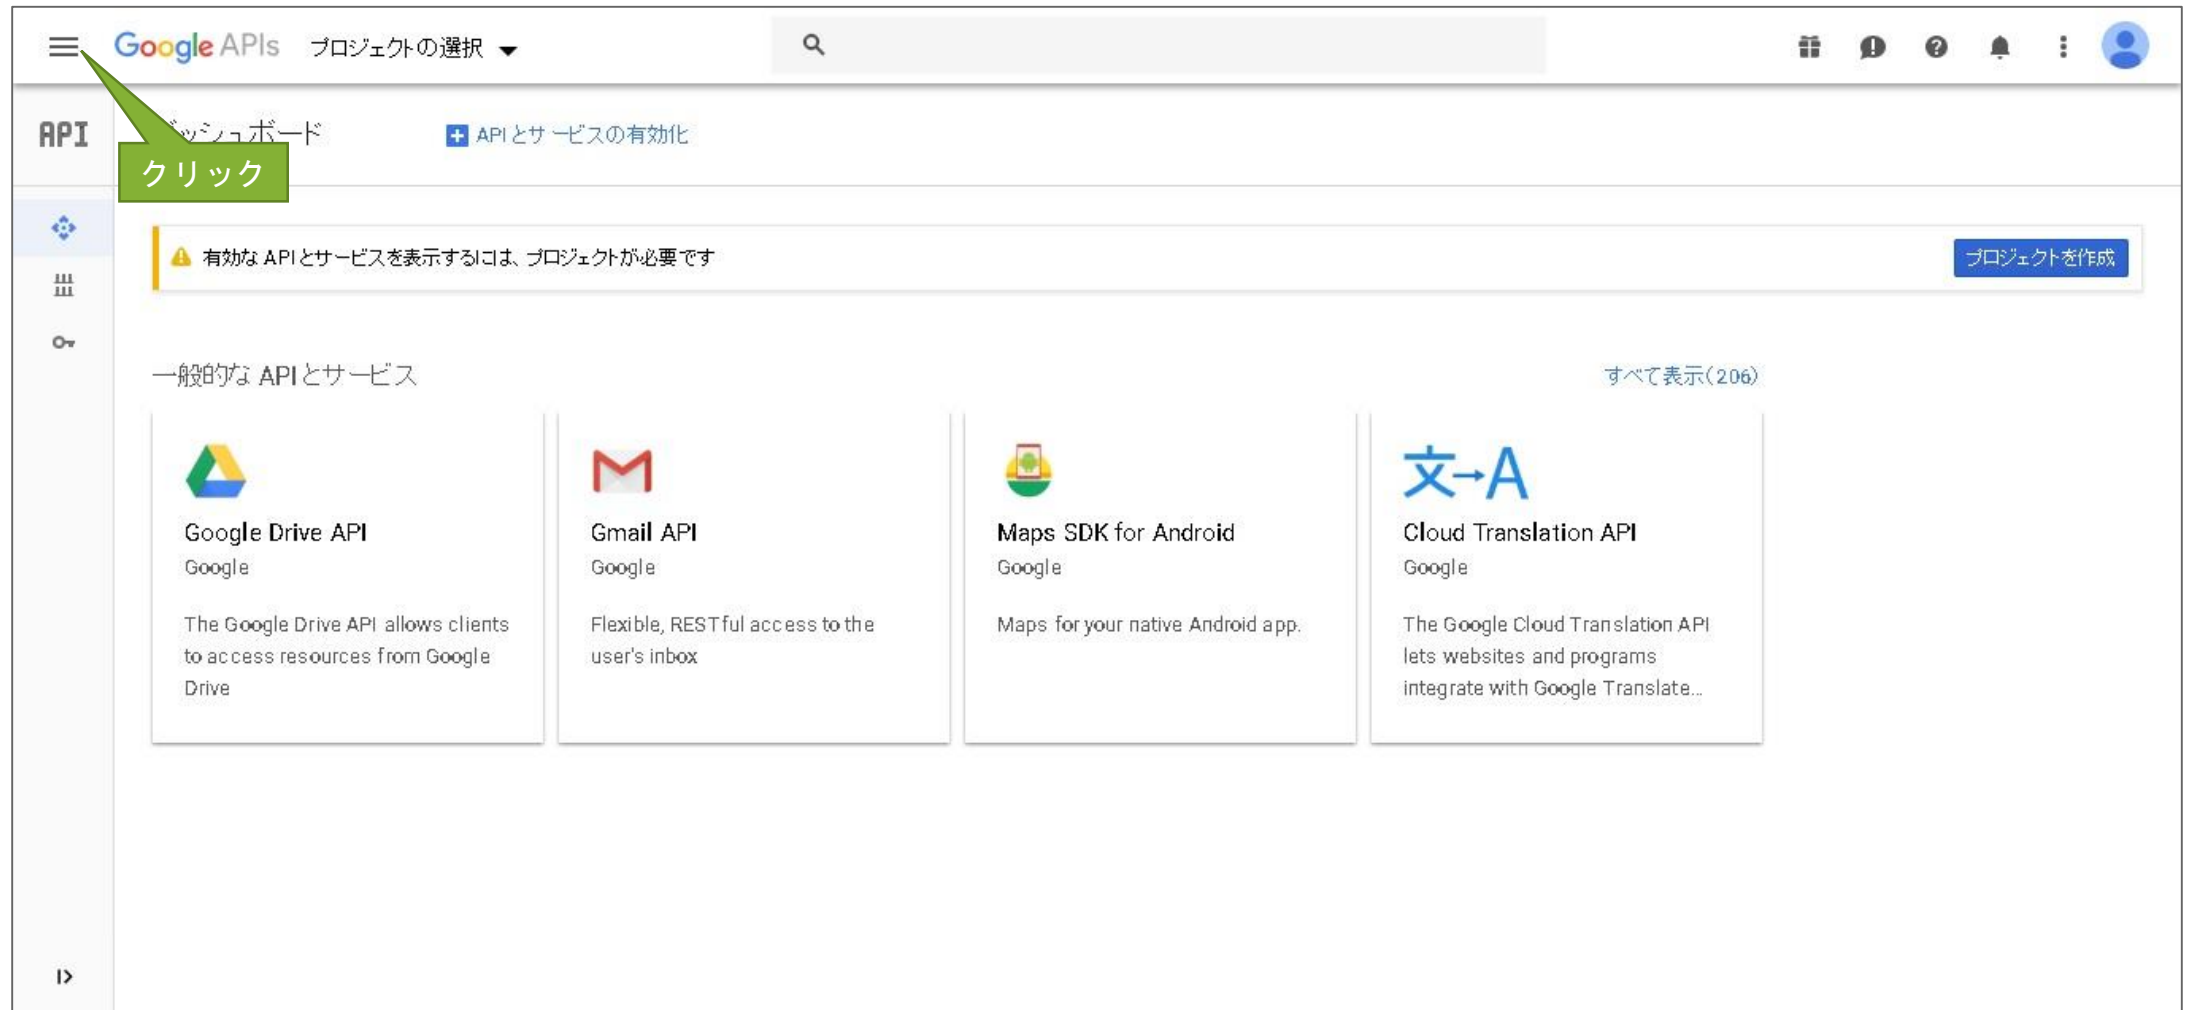 Google APIs プロジェクトの選択
API
ッシュボード
APIとサービスの有効化
クリック
有効な APIとサービスを表示するには、プロジェクトが必要です
プロジェクトを作成
一般的な APIとサービス
すべて表示(206)
Google Drive API
Google
The Google Drive API allows clients
to access resources from Google
Drive
Gmail API
Google
Flexible, RESTful access to the
user's inbox
Maps SDK for Android
Google
Maps for your native Android app.
文→A
Cloud Translation API
Google
The Google Cloud Translation API
lets websites and programs
integrate with Google Translate...